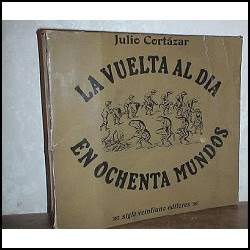 Julio Cortázar
LA VUELTA AL DIA
EN OCHENTA MUNDOS
siglo veintiuno editores